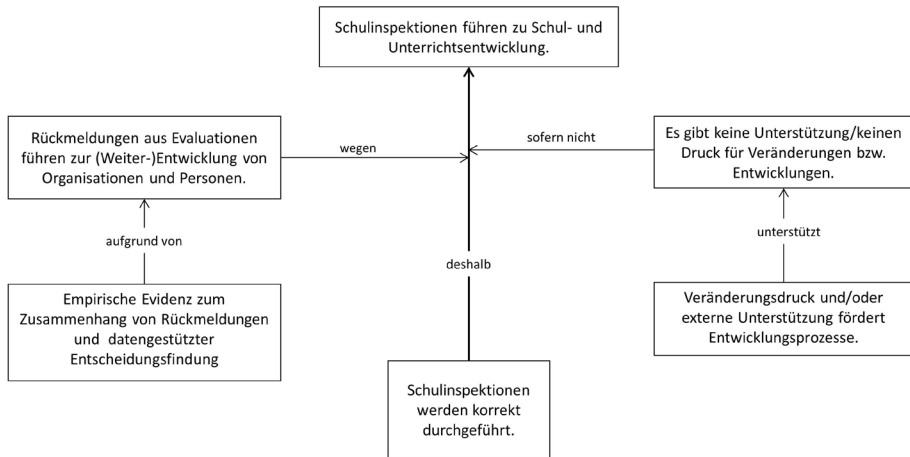 Schulinspektionen führen zu Schul- und
Unterrichtsentwicklung.
Rückmeldungen aus Evaluationen
führen zur (Weiter-)Entwicklung von
Organisationen und Personen.
wegen
sofern nicht
Es gibt keine Unterstützung/keinen
Druck für Veränderungen bzw.
Entwicklungen.
aufgrund von
unterstützt
deshalb
Empirische Evidenz zum
Zusammenhang von Rückmeldungen
und datengestützter
Entscheidungsfindung
Veränderungsdruck und/oder
externe Unterstützung fördert
Entwicklungsprozesse.
Schulinspektionen
werden korrekt
durchgeführt.